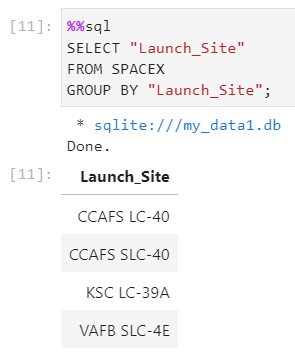 [11]: %%sql
SELECT "Launch_Site"
FROM SPACEX
GROUP BY "Launch_Site";
* sqlite:///my_data1.db
Done.
[11]: Launch_Site
CCAFS LC-40
CCAFS SLC-40
KSC LC-39A
VAFB SLC-4E